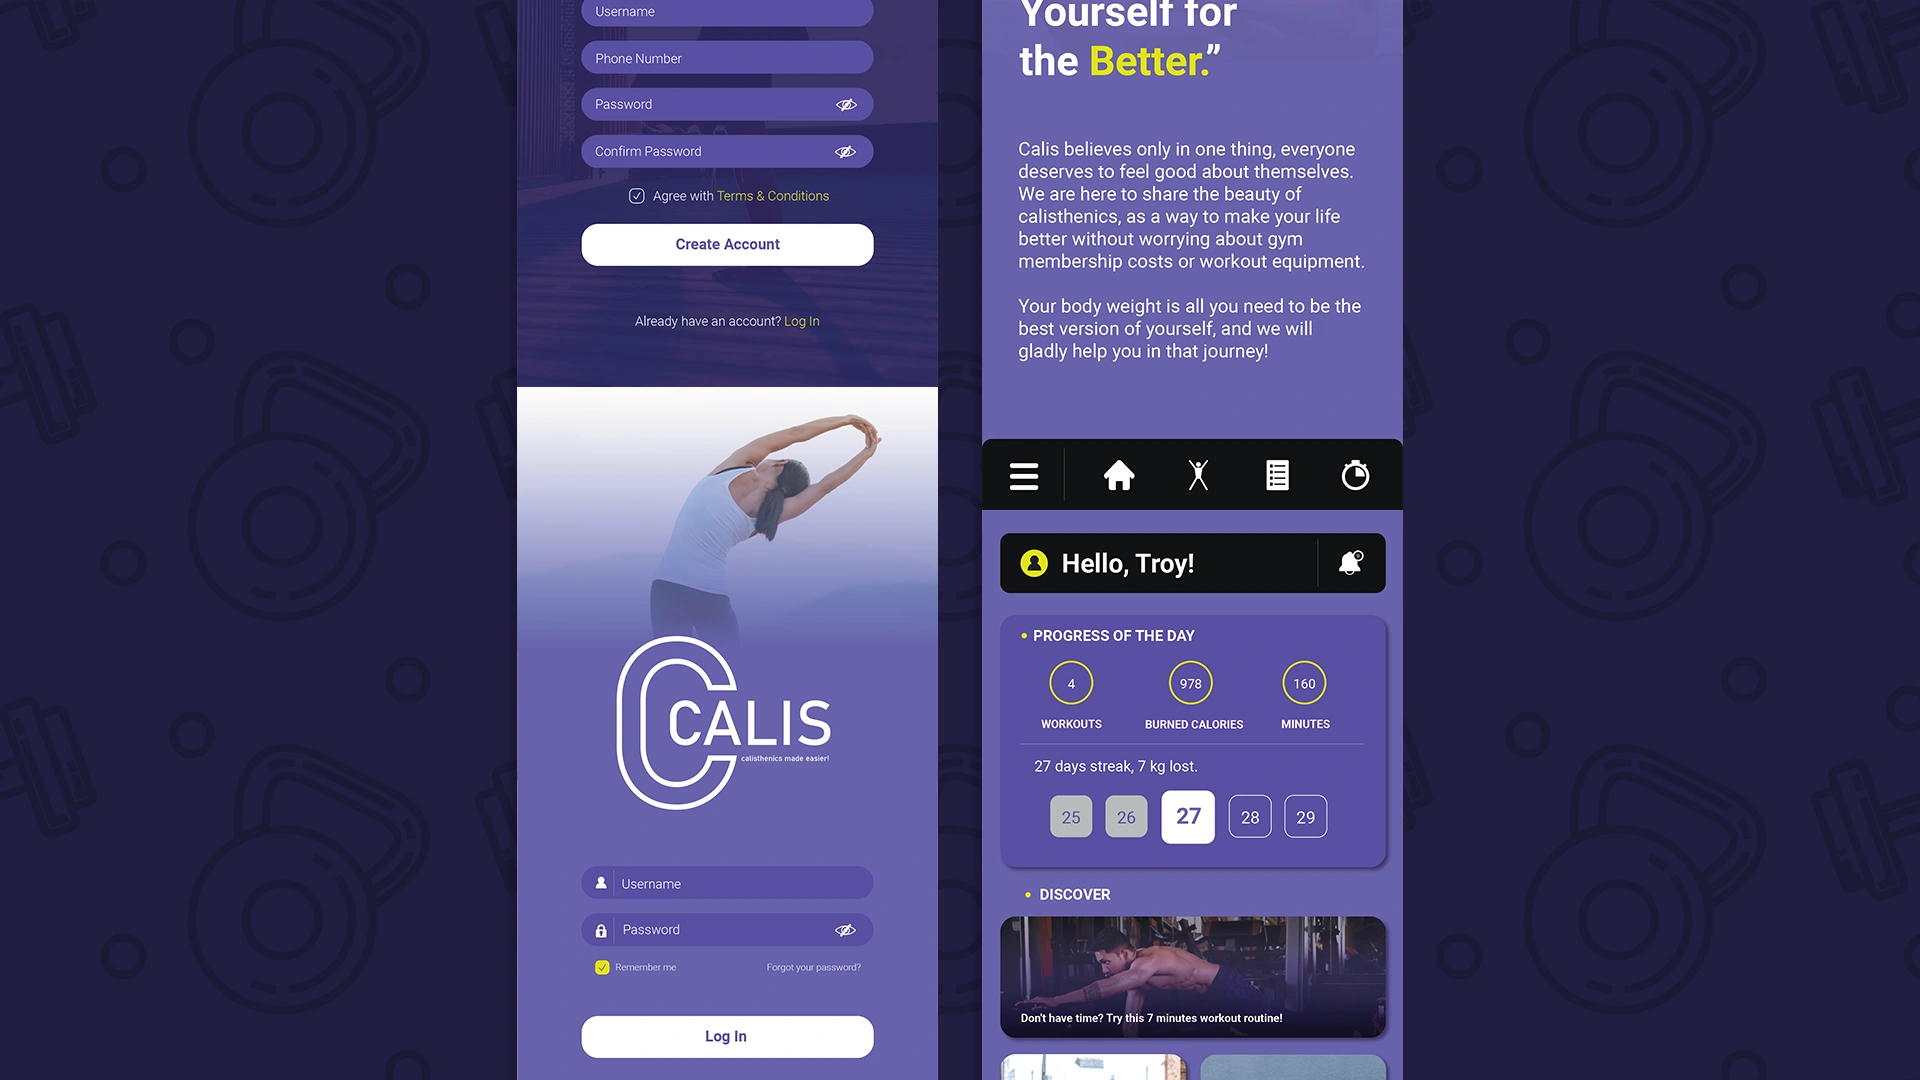 Username
Phone Number
Password
Confirm Password
Agree with Terms & Conditions
Create Account
Already have an account? Log In
CALIS
calisthenics made easier!
Username
Password
Remember me
Forgot your password?
Log In
Yourself for
the Better.”
Calis believes only in one thing, everyone
deserves to feel good about themselves.
We are here to share the beauty of
calisthenics, as a way to make your life
better without worrying about gym
membership costs or workout equipment.
Your body weight is all you need to be the
best version of yourself, and we will
gladly help you in that journey!
Hello, Troy!
PROGRESS OF THE DAY
4 978 160
WORKOUTS BURNED CALORIES MINUTES
27 days streak, 7 kg lost.
25 26 27 28 29
DISCOVER
Don't have time? Try this 7 minutes workout routine!